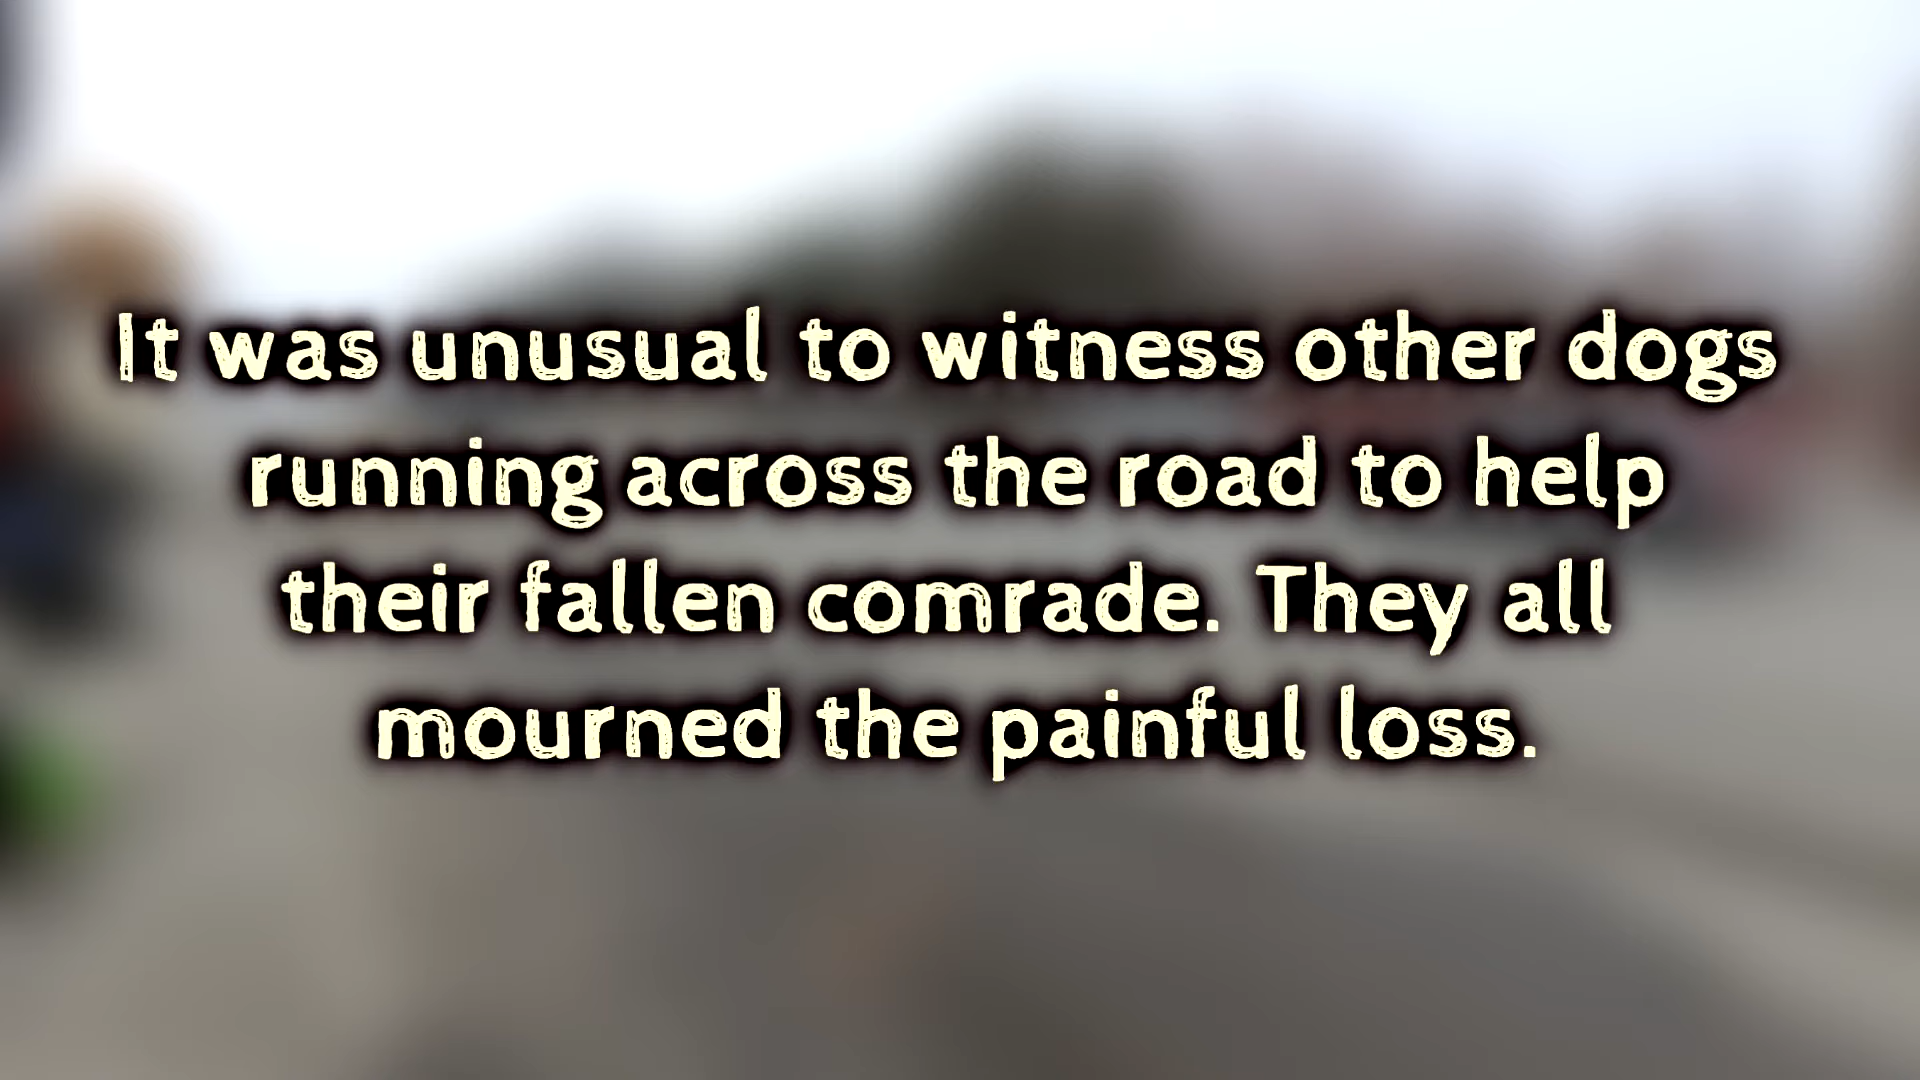 It was unusual to witness other dogs
running across the road to help
their fallen comrade. They all
mourned the painful loss.